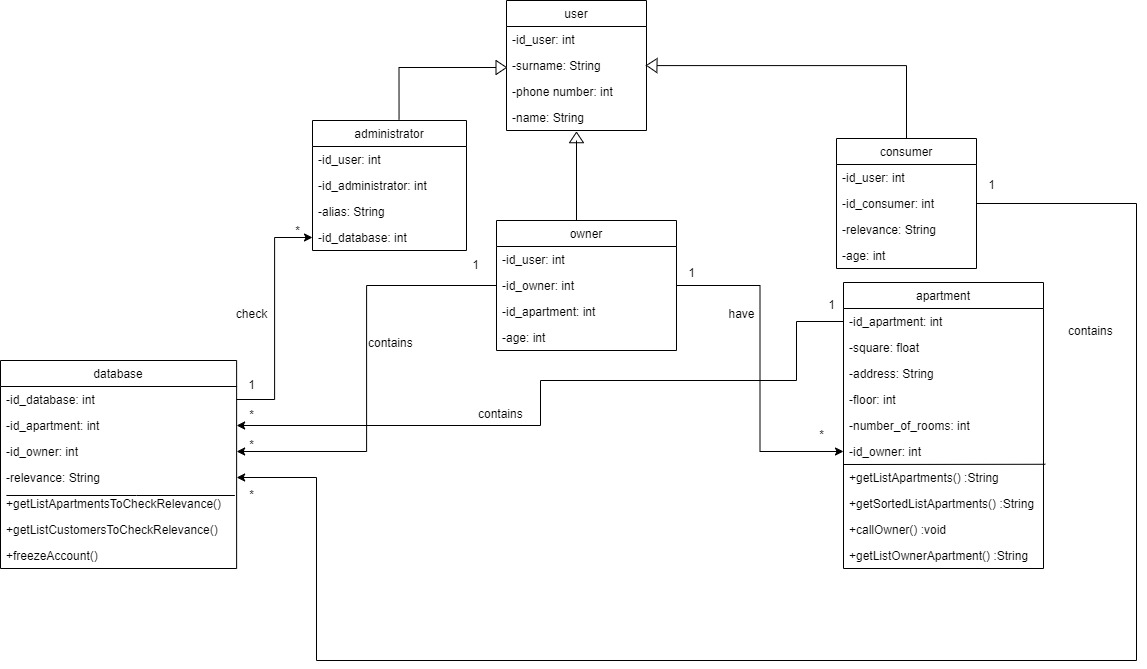 user
-id_user: int
-surname: String
-phone number: int
-name: String
administrator
-id_user: int
-id_administrator: int
-alias: String
-id_database: int
consumer
-id_user: int
-id_consumer: int
-relevance: String
-age: int
1
owner
-id_user: int
-id_owner: int
-id_apartment: int
-age: int
*
check
1
1
contains
1
have
*
1
contains
contains
apartment
-id_apartment: int
-square: float
-address: String
-floor: int
-number_of_rooms: int
-id_owner: int
+getListApartments() :String
+getSortedListApartments() :String
+callOwner() :void
+getListOwnerApartment() :String
database
-id_database: int
-id_apartment: int
-id_owner: int
-relevance: String
+getListApartmentsToCheckRelevance()
+getListCustomersToCheckRelevance()
+freezeAccount()
*
*
*